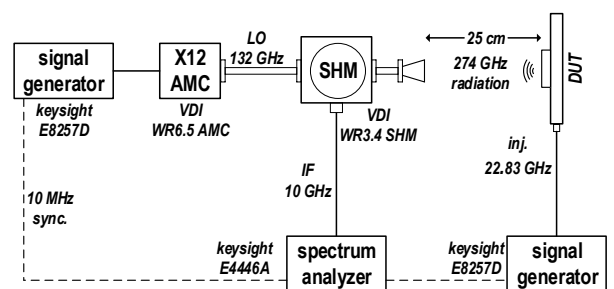 signal
generator
keysight
E8257D
X12
AMC
VDI
WR6.5 AMC
LO
132 GHz
SHM
VDI
WR3.4 SHM
25 cm
274 GHz
radiation
DUT
inj.
22.83 GHz
IF
10 GHz
10 MHz
sync.
keysight
E4446A
spectrum
analyzer
keysight
E8257D
signal
generator